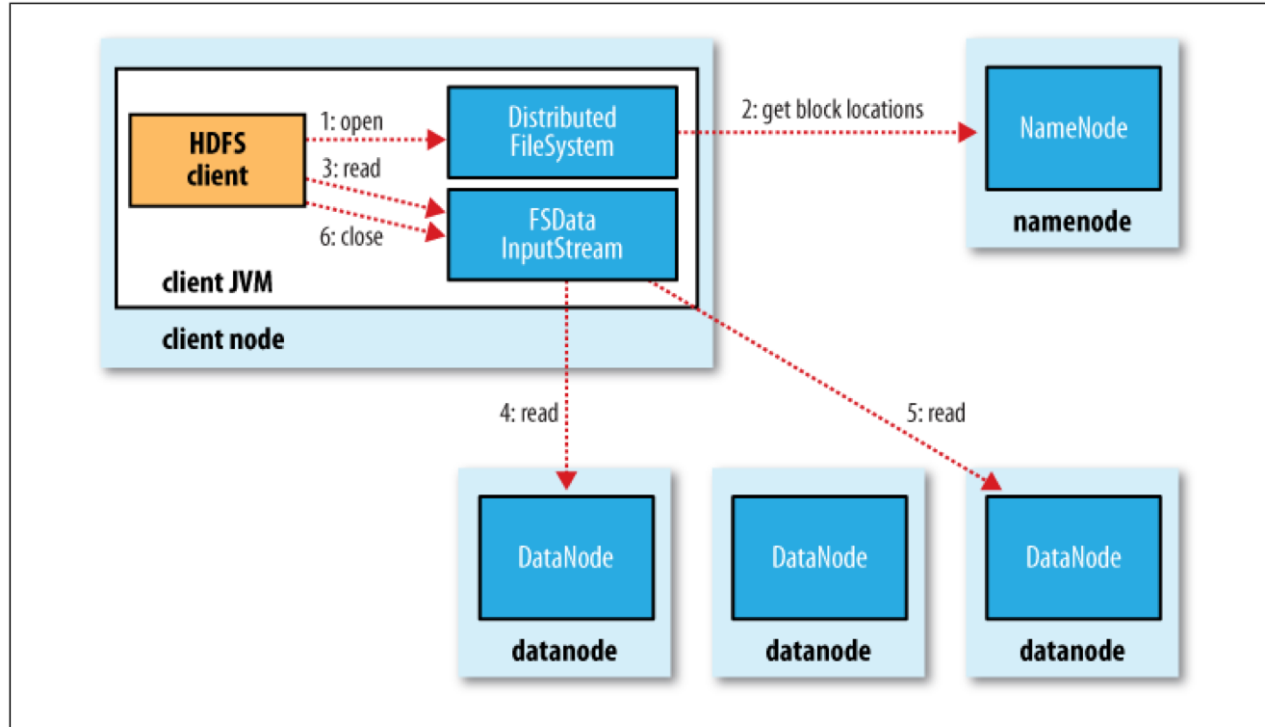 HDFS
client
1: open
3: read
6: close
Distributed
FileSystem
FSData
InputStream
client JVM
client node
2: get block locations
NameNode
namenode
4: read
5: read
DataNode
datanode
DataNode
datanode
DataNode
datanode